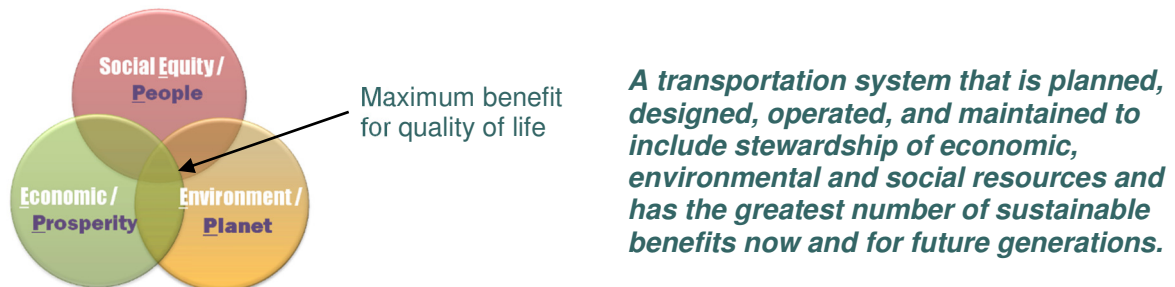 Social Equity /
People
Economic /
Prosperity
Environment /
Planet
Maximum benefit
for quality of life
A transportation system that is planned,
designed, operated, and maintained to
include stewardship of economic,
environmental and social resources and
has the greatest number of sustainable
benefits now and for future generations.